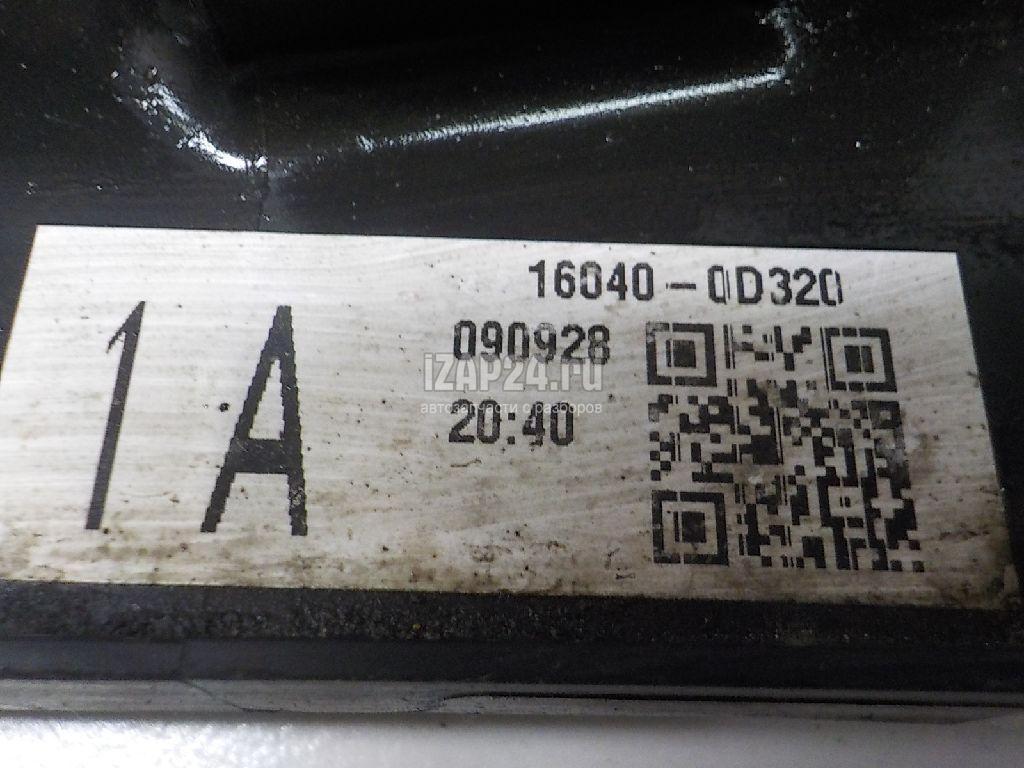 16040-0D320
1A
090928
iZAP24.ru
автозапчасти с разборов
20:40